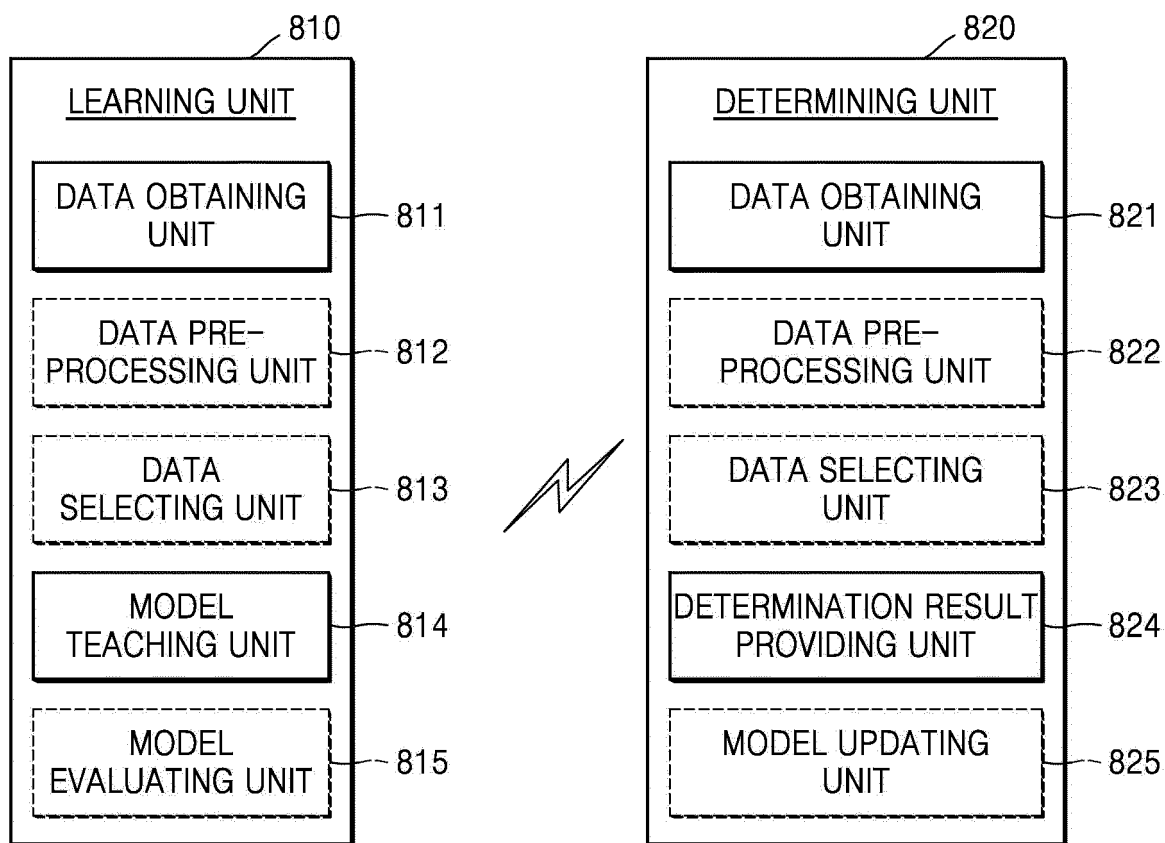 810
LEARNING UNIT
DATA OBTAINING
UNIT
811
DATA PRE-
PROCESSING UNIT
812
DATA
SELECTING UNIT
813
MODEL
TEACHING UNIT
814
MODEL
EVALUATING UNIT
815
820
DETERMINING UNIT
DATA OBTAINING
UNIT
821
DATA PRE-
PROCESSING UNIT
822
DATA SELECTING
UNIT
823
DETERMINATION RESULT
PROVIDING UNIT
824
MODEL UPDATING
UNIT
825